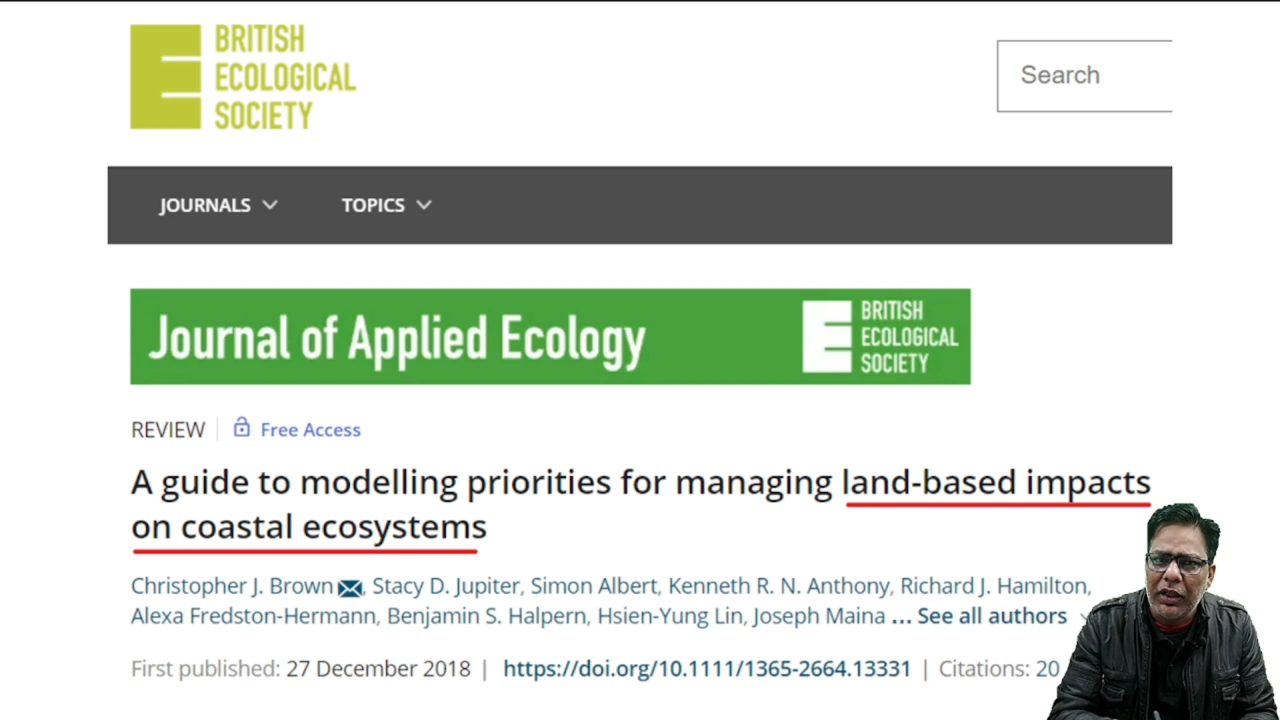 BRITISH
ECOLOGICAL
SOCIETY
Search
JOURNALS TOPICS
Journal of Applied Ecology
BRITISH
ECOLOGICAL
SOCIETY
REVIEW Free Access
A guide to modelling priorities for managing land-based impacts
on coastal ecosystems
Christopher J. Brown, Stacy D. Jupiter, Simon Albert, Kenneth R. N. Anthony, Richard J. Hamilton,
Alexa Fredston-Hermann, Benjamin S. Halpern, Hsien-Yung Lin, Joseph Maina ... See all authors
First published: 27 December 2018 | https://doi.org/10.1111/1365-2664.13331 | Citations: 20